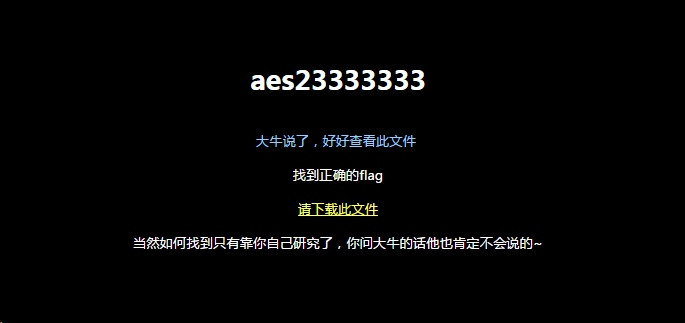 aes23333333
大牛说了，好好查看此文件
找到正确的flag
请下载此文件
当然如何找到只有靠你自己研究了，你问大牛的话他也肯定不会说的~